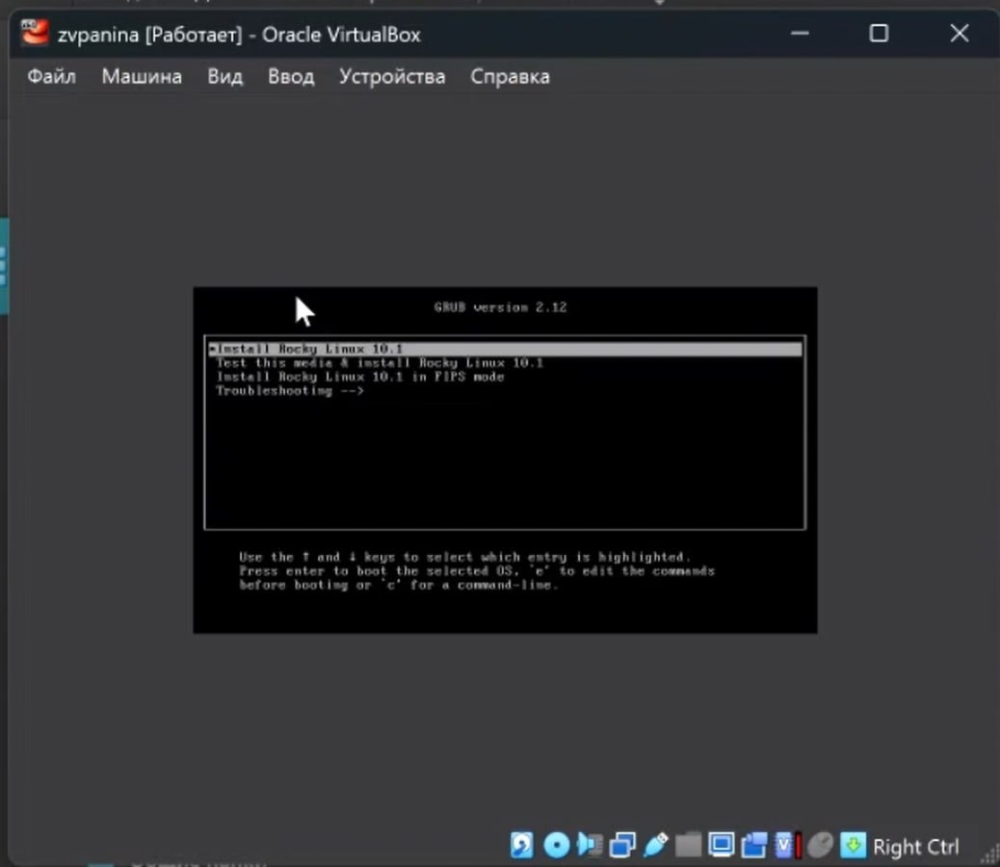 zvpanina [Работает] - Oracle VirtualBox
Файл Машина Вид Ввод Устройства Справка
GRUB version 2.12
*Install Rocky Linux 10.1
Test this media & install Rocky Linux 10.1
Install Rocky Linux 10.1 in FIPS mode
Troubleshooting -->
Use the ↑ and ↓ keys to select which entry is highlighted.
Press enter to boot the selected OS, `e' to edit the commands
before booting or `c' for a command-line.
Right Ctrl